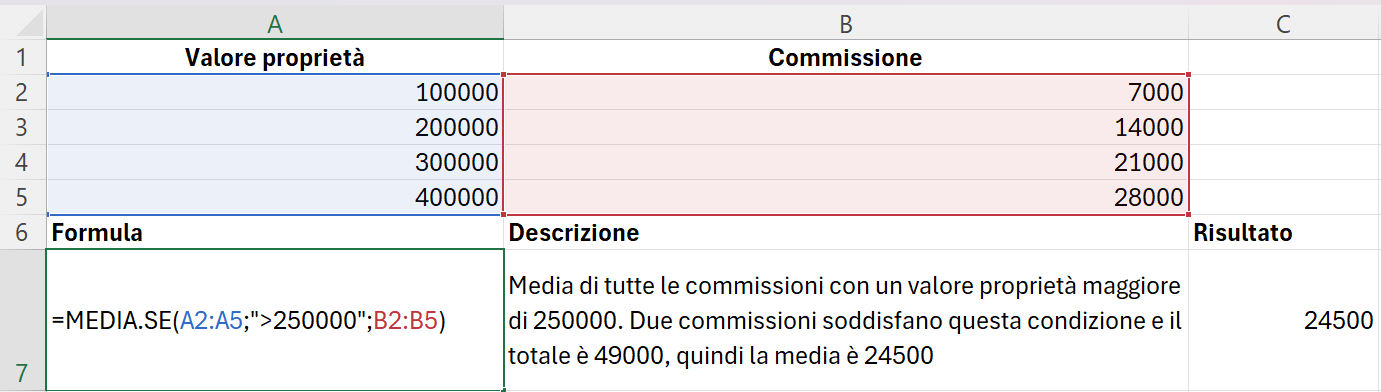 A B C
1 Valore proprietà Commissione
2 100000 7000
3 200000 14000
4 300000 21000
5 400000 28000
6 Formula Descrizione Risultato
Media di tutte le commissioni con un valore proprietà maggiore
=MEDIA.SE(A2:A5;">250000";B2:B5) di 250000. Due commissioni soddisfano questa condizione e il 24500
7 totale è 49000, quindi la media è 24500